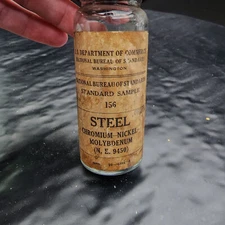 U.S. DEPARTMENT OF COMMERCE
NATIONAL BUREAU OF STANDARDS
WASHINGTON
NATIONAL BUREAU OF STANDARDS
STANDARD SAMPLE
156
STEEL
CHROMIUM-NICKEL-
MOLYBDENUM
(N. E. 9450)